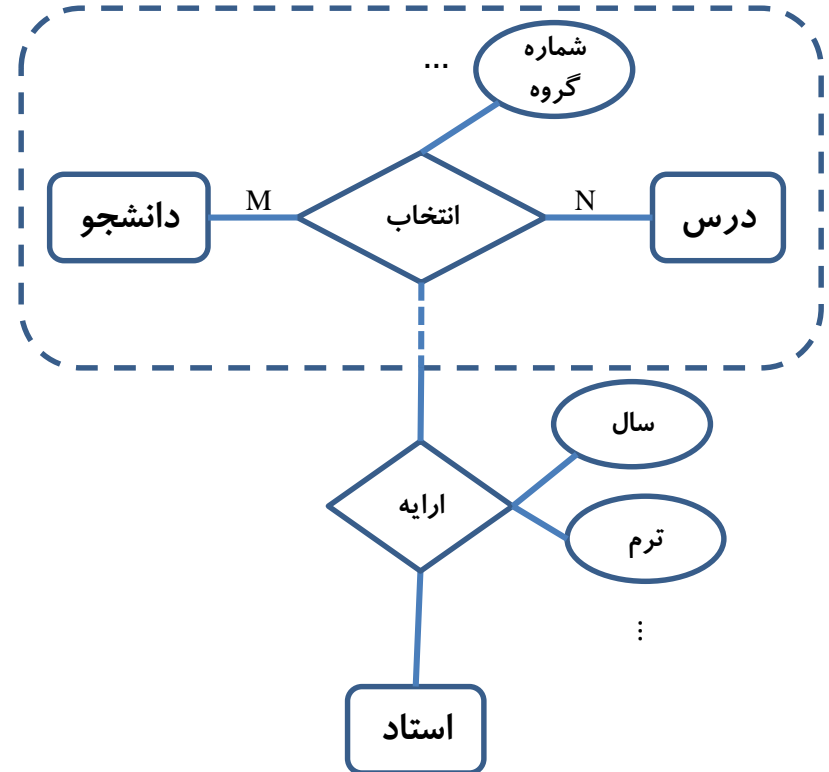 ...
شماره
گروه
دانشجو
M
انتخاب
N
درس
سال
ارایه
ترم
...
استاد